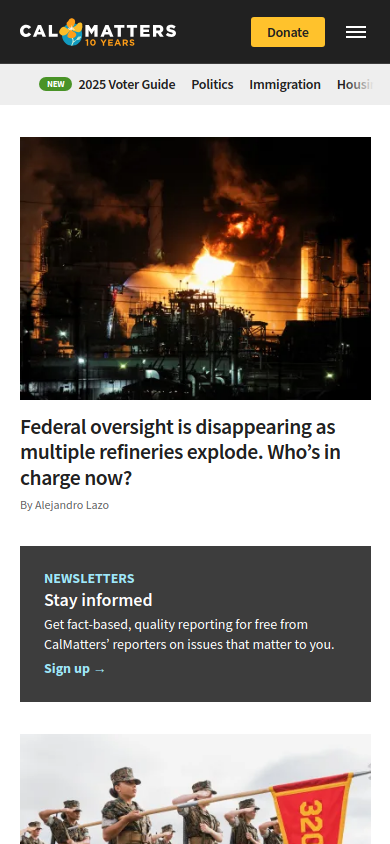 CALMATTERS
10 YEARS
Donate
NEW 2025 Voter Guide Politics Immigration
Federal oversight is disappearing as
multiple refineries explode. Who’s in
charge now?
By Alejandro Lazo
NEWSLETTERS
Stay informed
Get fact-based, quality reporting for free from
CalMatters’ reporters on issues that matter to you.
Sign up →
320